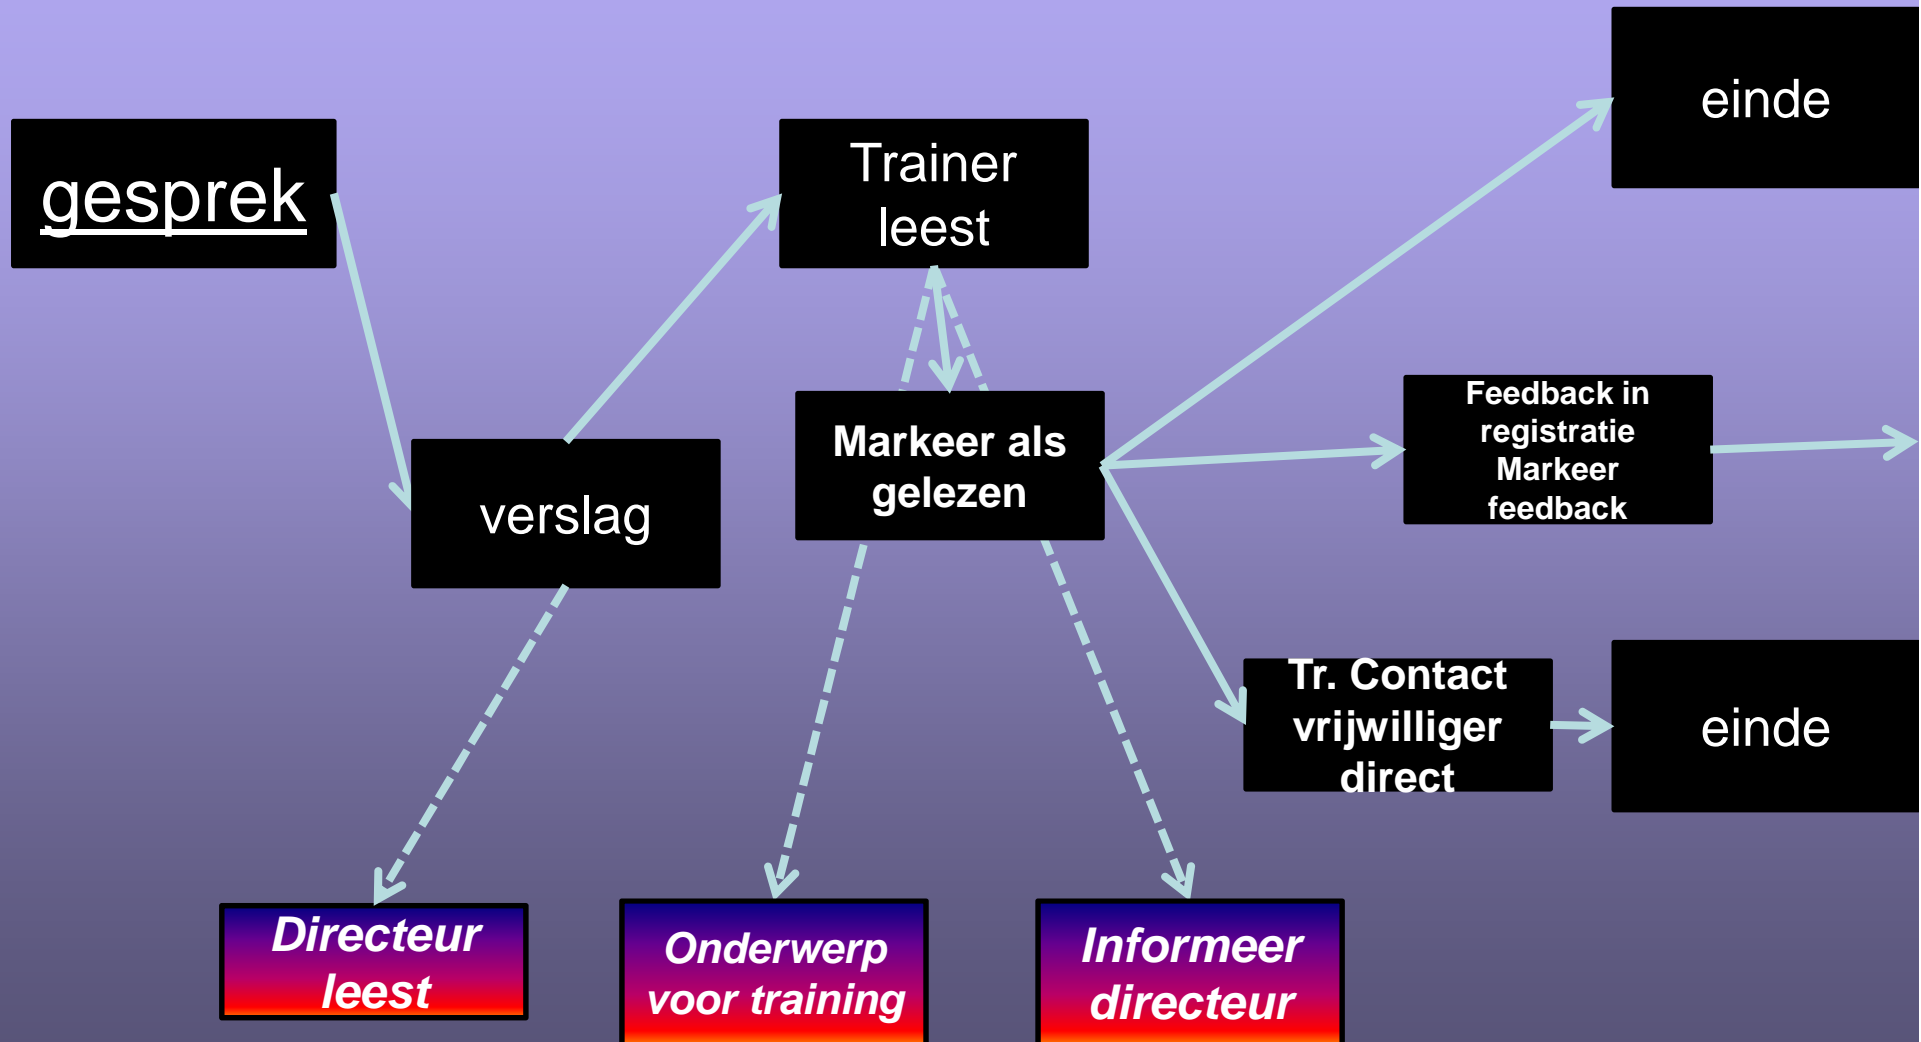 gesprek
Trainer
leest
einde
verslag
Markeer als
gelezen
Feedback in
registratie
Markeer
feedback
Tr. Contact
vrijwilliger
direct
einde
Directeur
leest
Onderwerp
voor training
Informeer
directeur